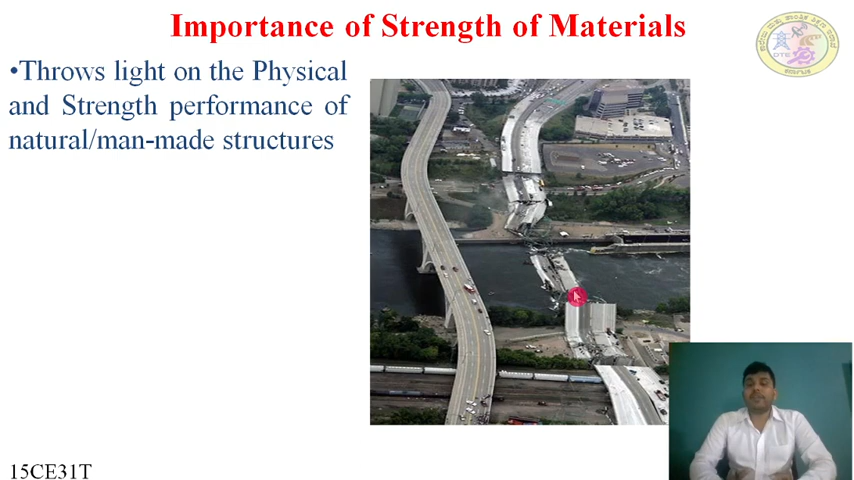 Importance of Strength of Materials
•Throws light on the Physical
and Strength performance of
natural/man-made structures
DTE
15CE31T